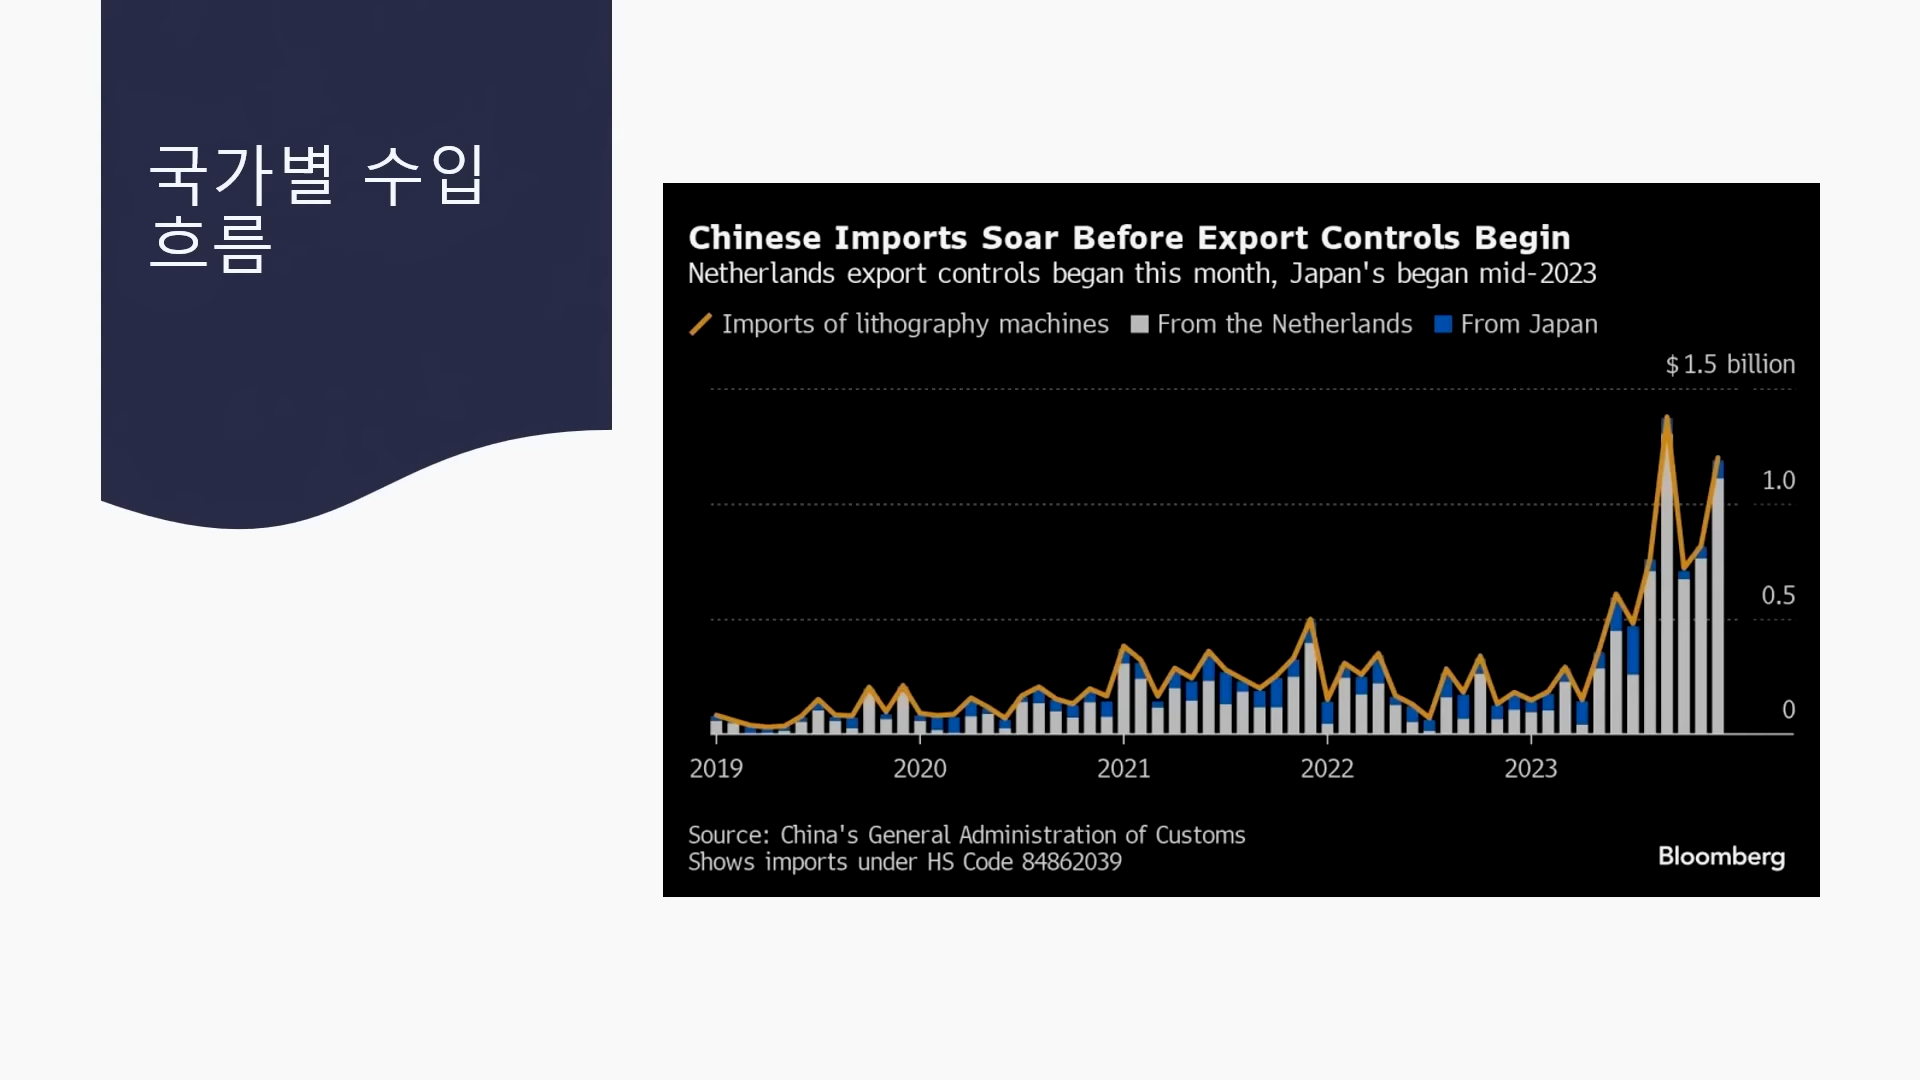 국가별 수입
흐름
Chinese Imports Soar Before Export Controls Begin
Netherlands export controls began this month, Japan's began mid-2023
Imports of lithography machines From the Netherlands From Japan
$1.5 billion
1.0
0.5
0
2019 2020 2021 2022 2023
Source: China's General Administration of Customs
Shows imports under HS Code 84862039
Bloomberg